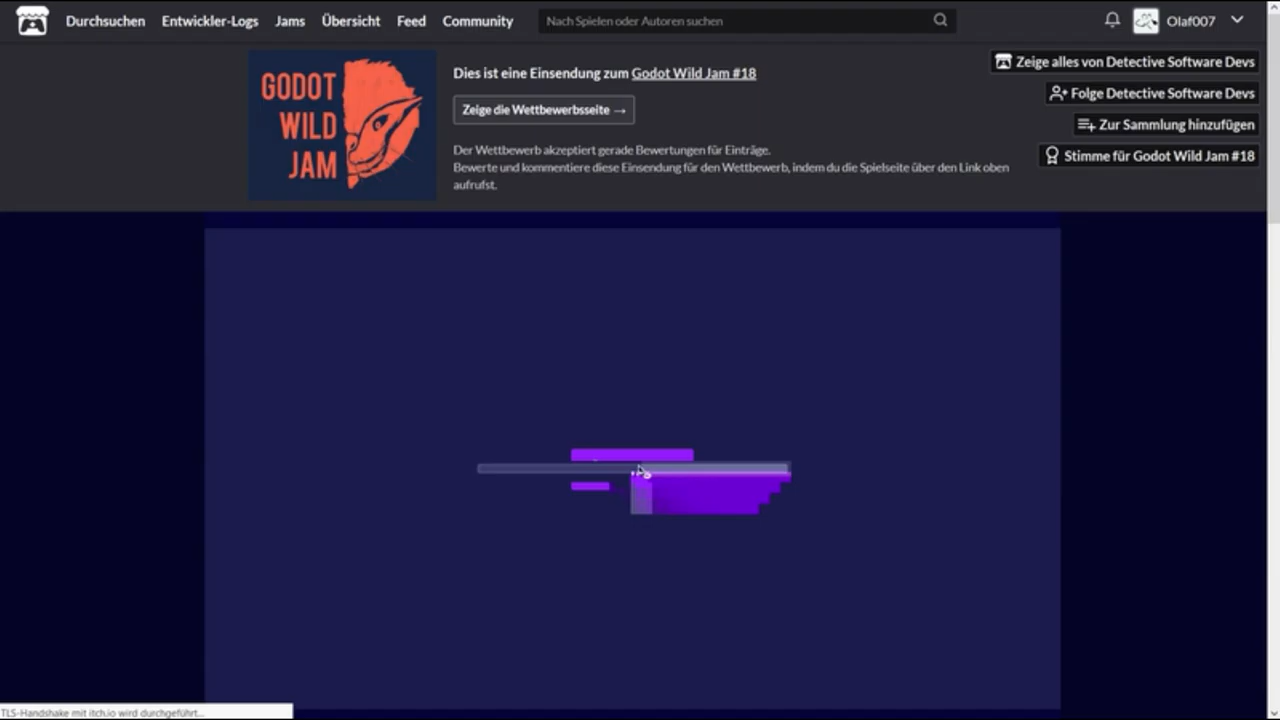 Durchsuchen Entwickler-Logs Jams Übersicht Feed Community Nach Spielen oder Autoren suchen Olaf007
GODOT
WILD
JAM
Dies ist eine Einsendung zum Godot Wild Jam #18
Zeige die Wettbewerbsseite →
Der Wettbewerb akzeptiert gerade Bewertungen für Einträge.
Bewerte und kommentiere diese Einsendung für den Wettbewerb, indem du die Spielseite über den Link oben
aufrufst.
Zeige alles von Detective Software Devs
Folge Detective Software Devs
Zur Sammlung hinzufügen
Stimme für Godot Wild Jam #18
TLS-Handshake mit itch.io wird durchgeführt...